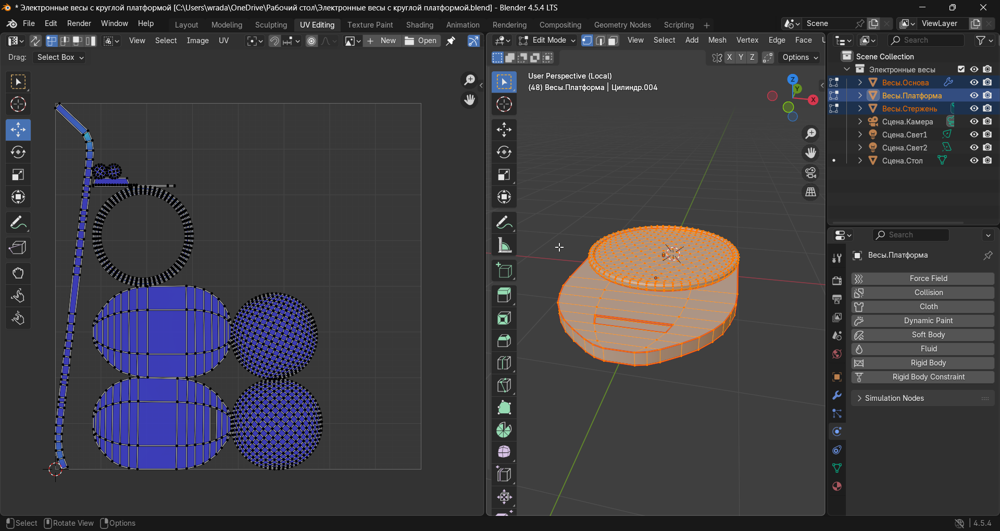 * Электронные весы с круглой платформой [C:\Users\wrada\OneDrive\Рабочий стол\Электронные весы с круглой платформой.blend] - Blender 4.5.4 LTS
File Edit Render Window Help Layout Modeling Sculpting UV Editing Texture Paint Shading Animation Rendering Compositing Geometry Nodes Scripting + Scene ViewLayer
View Select Image UV New Open Edit Mode View Select Add Mesh Vertex Edge Face Search
Drag: Select Box X Y Z Options
Scene Collection
Электронные весы
User Perspective (Local)
(48) Весы.Платформа | Цилиндр.004
Z
Y
X
Весы.Основа
Весы.Платформа
Весы.Стержень
Сцена.Камера
Сцена.Свет1
Сцена.Свет2
Сцена.Стол
Search
Весы.Платформа
Force Field
Collision
Cloth
Dynamic Paint
Soft Body
Fluid
Rigid Body
Rigid Body Constraint
Simulation Nodes
Select Rotate View Options 4.5.4